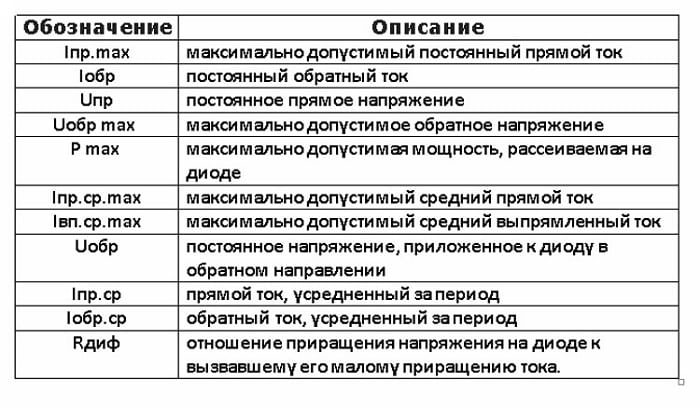 Обозначение Описание
Iпр.max максимально допустимый постоянный прямой ток
Iобр постоянный обратный ток
Uпр постоянное прямое напряжение
Uобр max максимально допустимое обратное напряжение
P max максимально допустимая мощность, рассеиваемая на
диоде
Iпр.ср.max максимально допустимый средний прямой ток
Iвп.ср.max максимально допустимый средний выпрямленный ток
Uобр постоянное напряжение, приложенное к диоду в
обратном направлении
Iпр.ср прямой ток, усредненный за период
Iобр.ср обратный ток, усредненный за период
Rдиф отношение приращения напряжения на диоде к
вызвавшему его малому приращению тока.